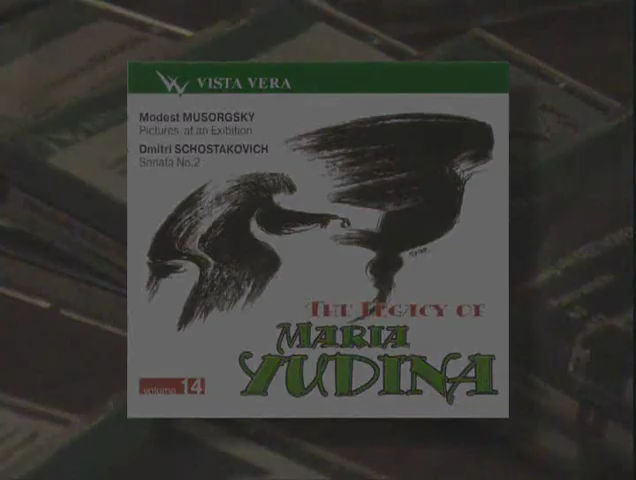 VISTA VERA
Modest MUSORGSKY
Pictures at an Exibition
Dmitri SCHOSTAKOVICH
Sonata No.2
THE LEGACY OF
MARIA
YUDINA
volume 14